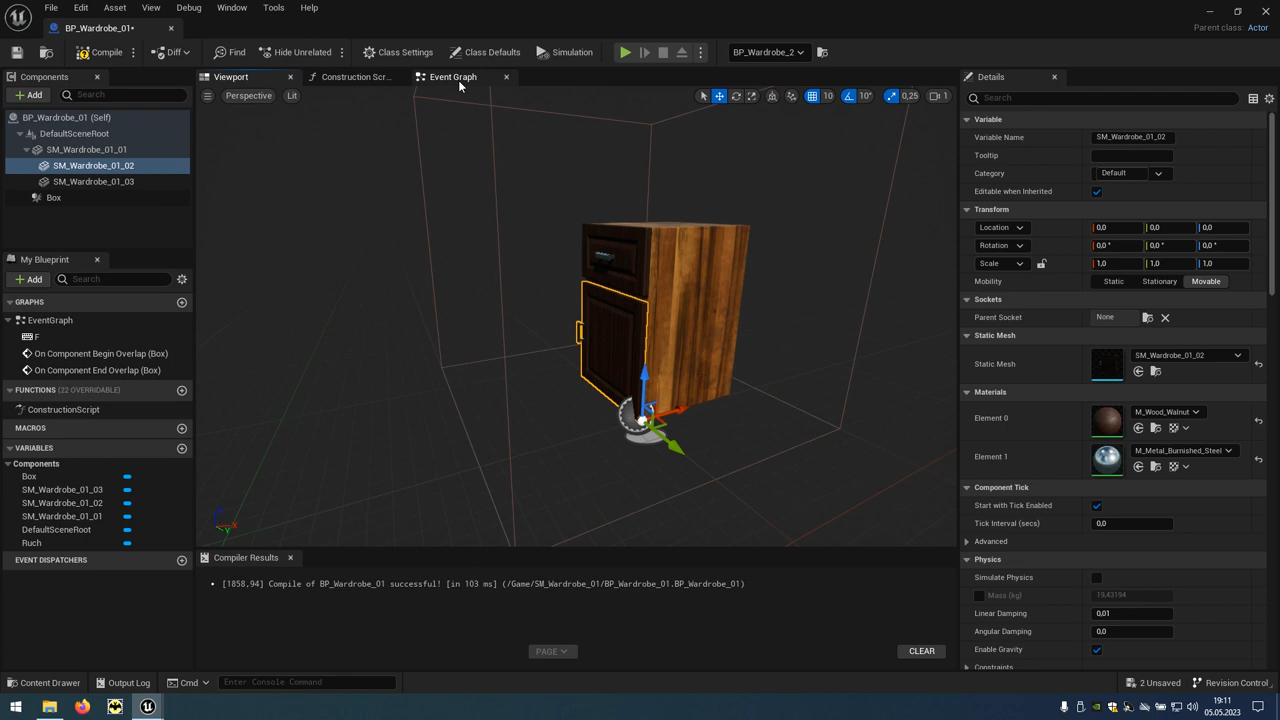 File Edit Asset View Debug Window Tools Help
BP_Wardrobe_01•
Parent class: Actor
Compile Diff Find Hide Unrelated Class Settings Class Defaults Simulation BP_Wardrobe_2
Components
Add Search
BP_Wardrobe_01 (Self)
DefaultSceneRoot
SM_Wardrobe_01_01
SM_Wardrobe_01_02
SM_Wardrobe_01_03
Box
My Blueprint
Add Search
GRAPHS
EventGraph
F
On Component Begin Overlap (Box)
On Component End Overlap (Box)
FUNCTIONS (22 OVERRIDABLE)
ConstructionScript
MACROS
VARIABLES
Components
Box
SM_Wardrobe_01_03
SM_Wardrobe_01_02
SM_Wardrobe_01_01
DefaultSceneRoot
Ruch
EVENT DISPATCHERS
Viewport Construction Scr... Event Graph
Perspective Lit 10 10° 0,25 1
Compiler Results
• [1858,94] Compile of BP_Wardrobe_01 successful! [in 103 ms] (/Game/SM_Wardrobe_01/BP_Wardrobe_01.BP_Wardrobe_01)
PAGE CLEAR
Details
Search
Variable
Variable Name SM_Wardrobe_01_02
Tooltip
Category Default
Editable when Inherited
Transform
Location 0,0 0,0 0,0
Rotation 0,0 ° 0,0 ° 0,0 °
Scale 1,0 1,0 1,0
Mobility Static Stationary Movable
Sockets
Parent Socket None
Static Mesh
Static Mesh SM_Wardrobe_01_02
Materials
Element 0 M_Wood_Walnut
Element 1 M_Metal_Burnished_Steel
Component Tick
Start with Tick Enabled
Tick Interval (secs) 0,0
Advanced
Physics
Simulate Physics
Mass (kg) 19,43194
Linear Damping 0,01
Angular Damping 0,0
Enable Gravity
Constraints
Content Drawer Output Log Cmd Enter Console Command 2 Unsaved Revision Control
19:11
05.05.2023